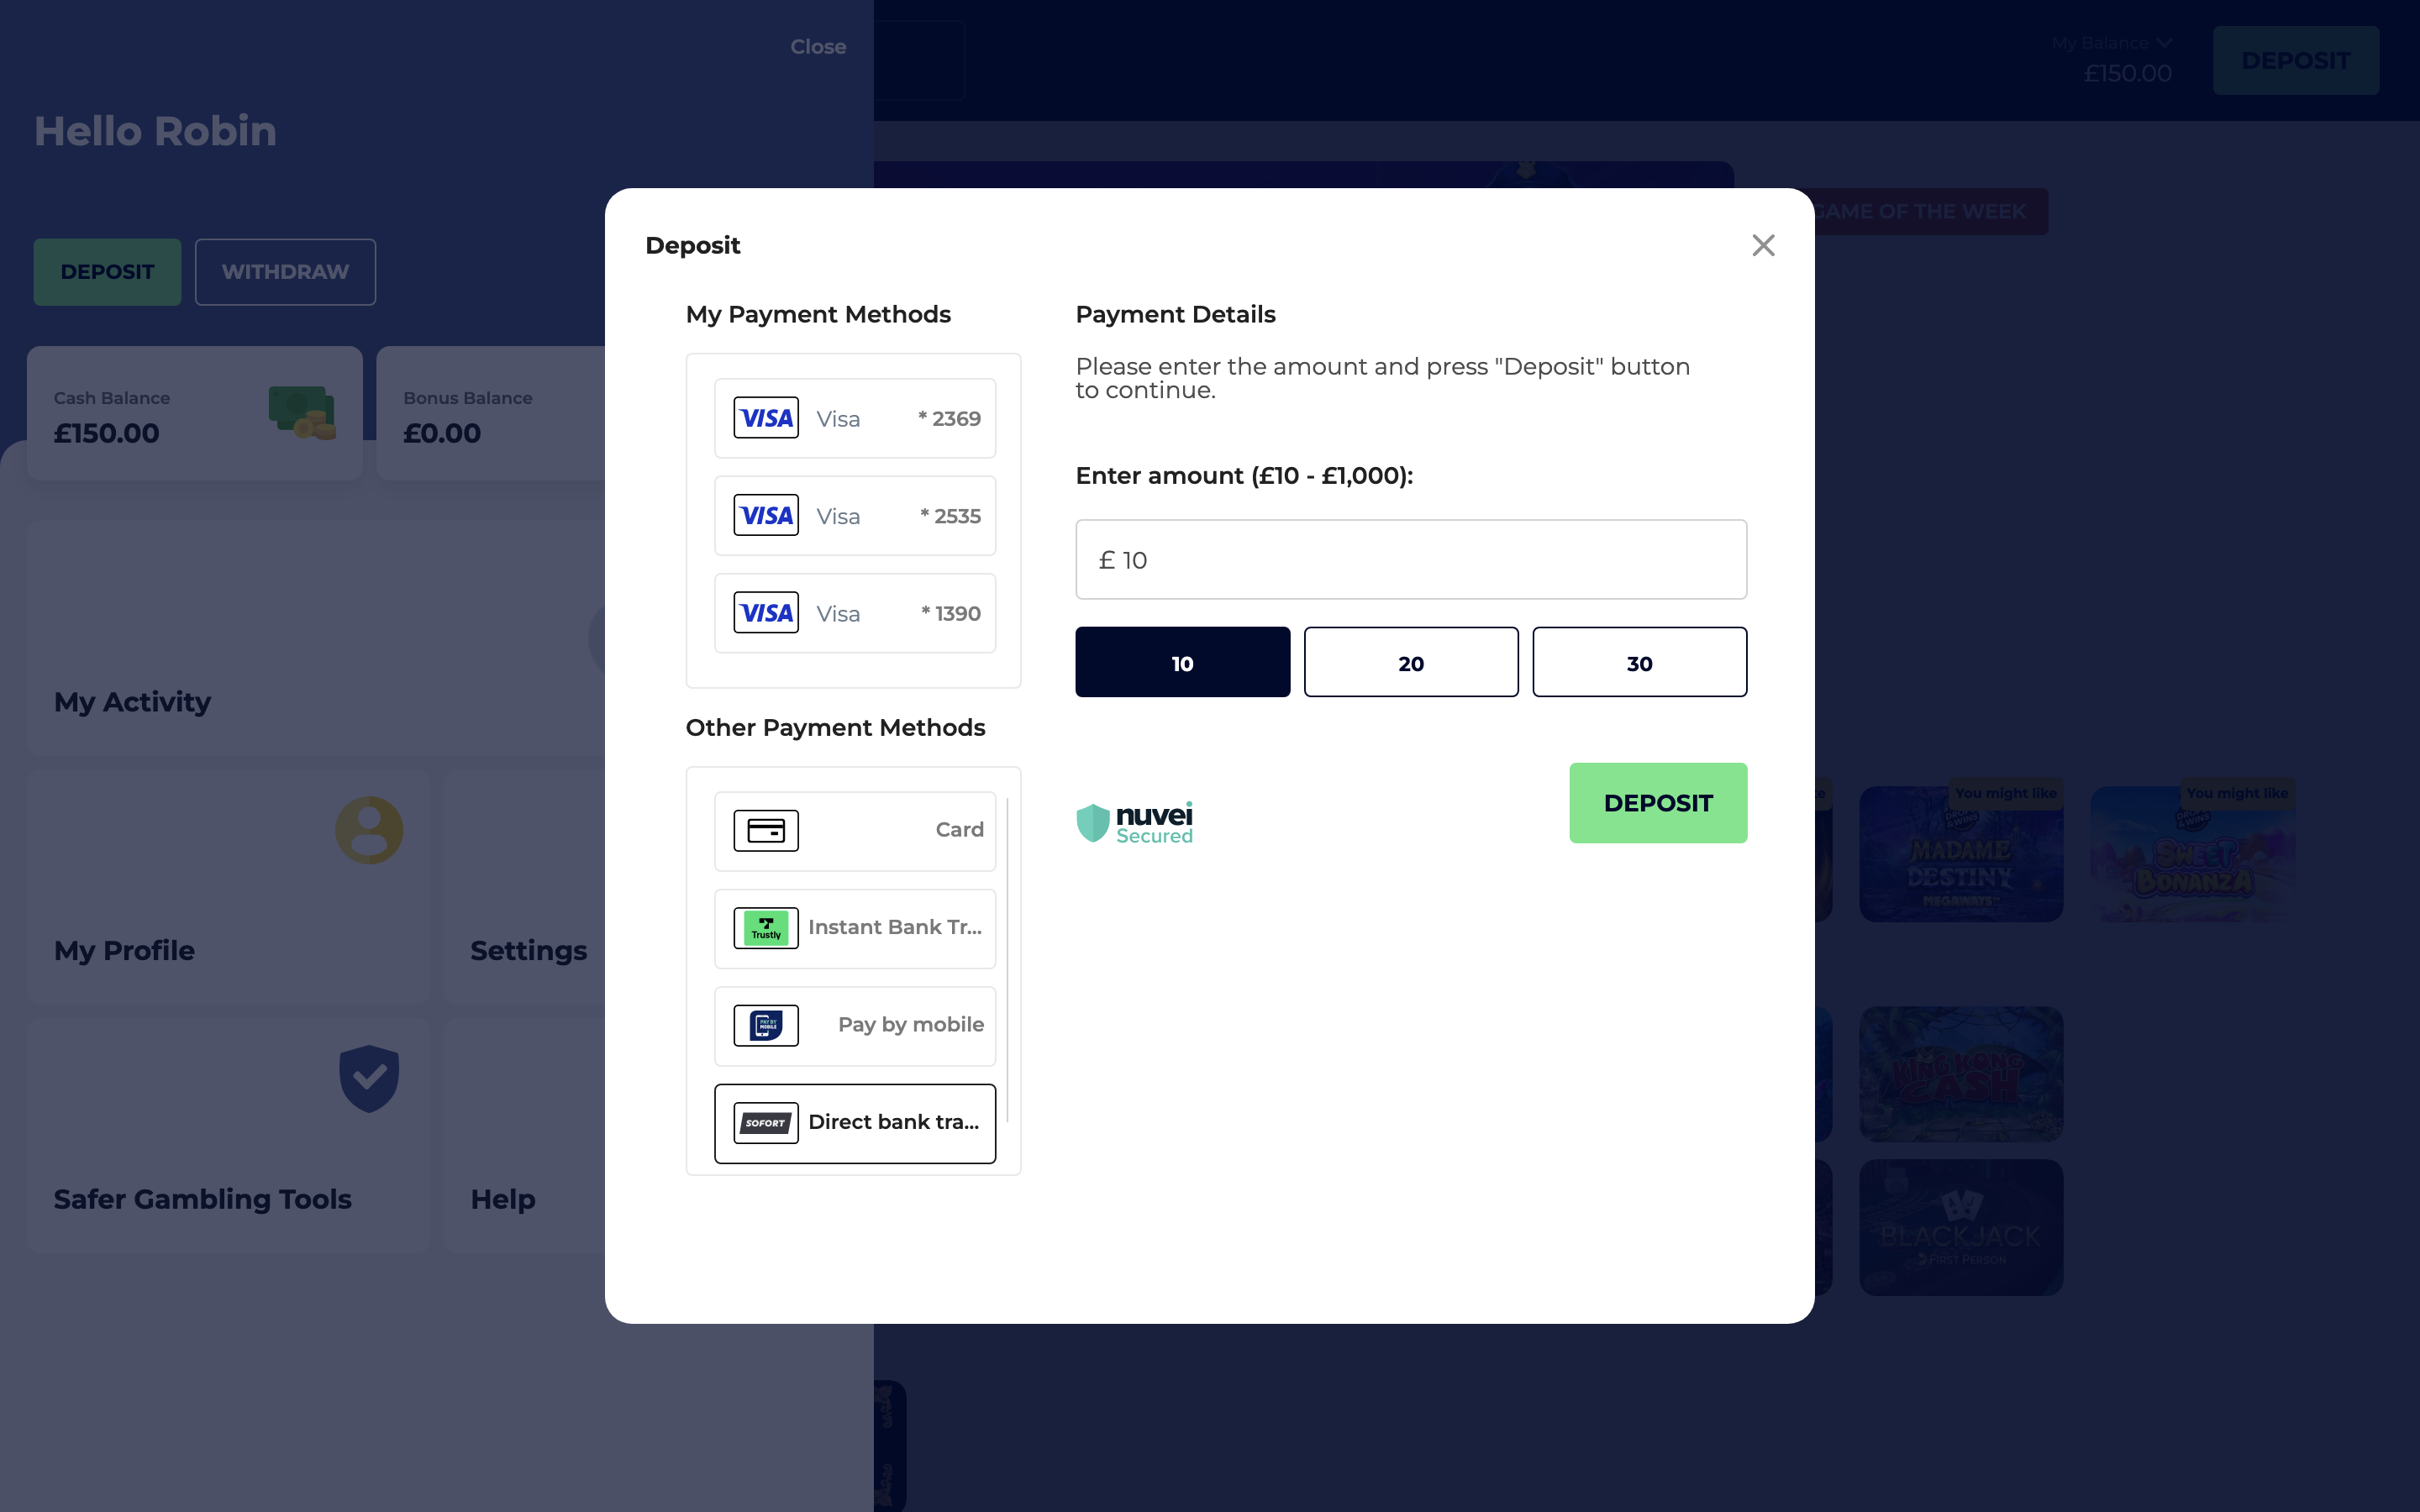 Close
My Balance
£150.00
DEPOSIT
Hello Robin
DEPOSIT
WITHDRAW
Cash Balance
£150.00
Bonus Balance
£0.00
My Activity
My Profile
Settings
Safer Gambling Tools
Help
GAME OF THE WEEK
Deposit
My Payment Methods
VISA Visa * 2369
VISA Visa * 2535
VISA Visa * 1390
Other Payment Methods
Card
Trustly Instant Bank Tr...
PAY BY MOBILE Pay by mobile
SOFORT Direct bank tra...
Payment Details
Please enter the amount and press "Deposit" button
to continue.
Enter amount (£10 - £1,000):
£ 10
10
20
30
nuvei
Secured
DEPOSIT
You might like
You might like
MADAME
DESTINY
MEGAWAYS
SWEET
BONANZA
KING KONG
CASH
BLACKJACK
FIRST PERSON